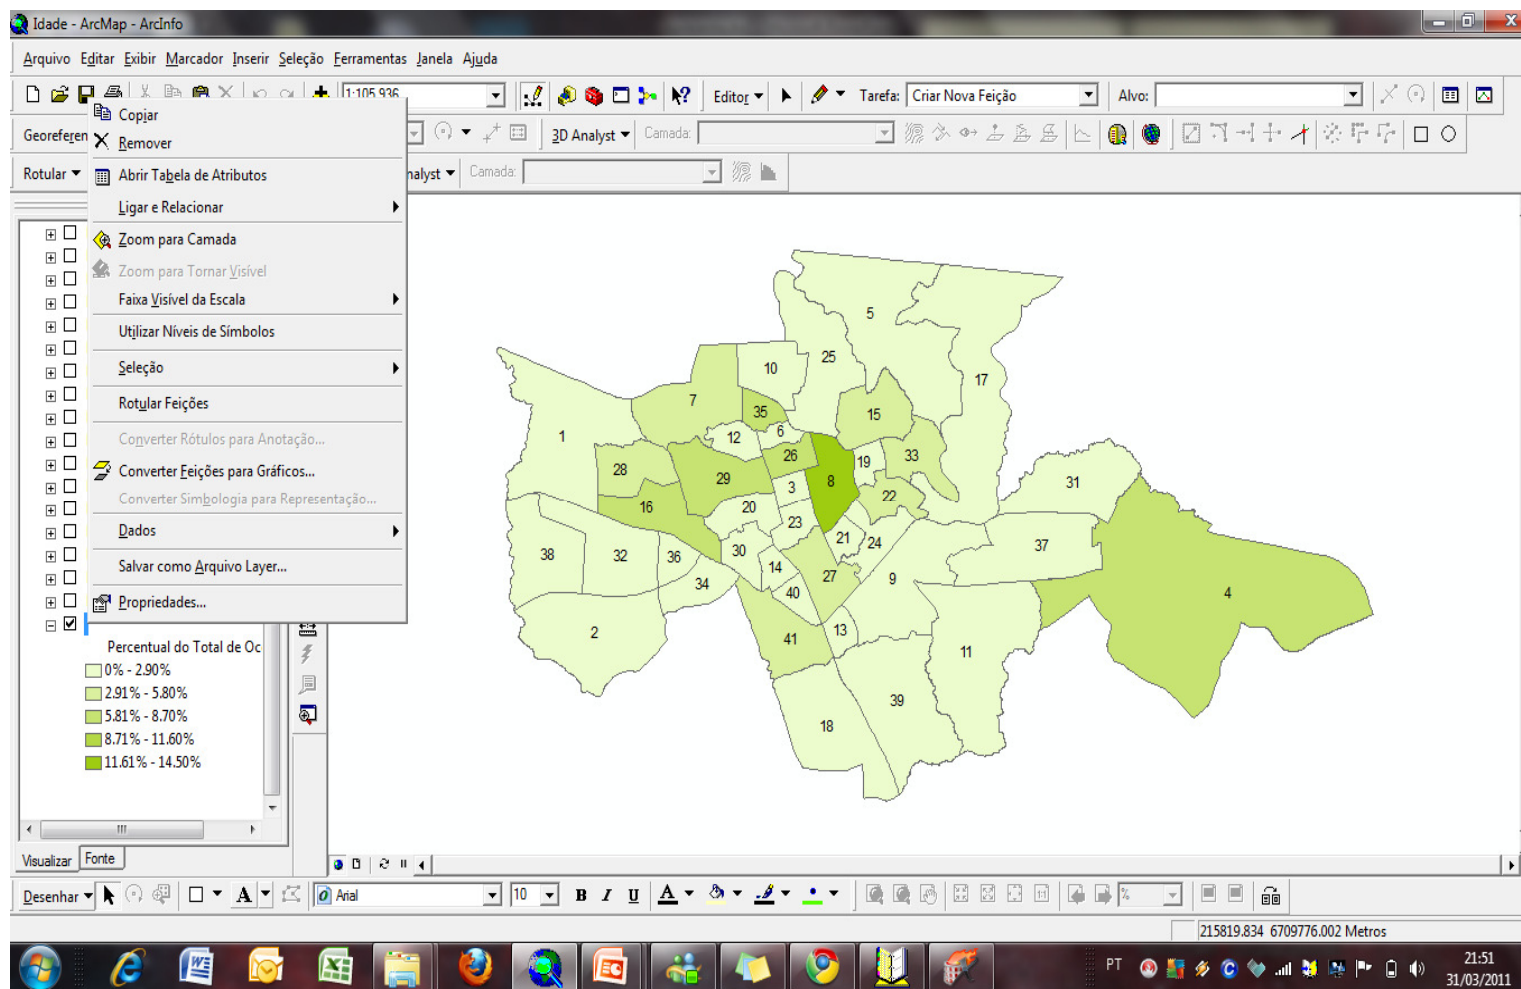 Idade - ArcMap - ArcInfo
Arquivo Editar Exibir Marcador Inserir Seleção Ferramentas Janela Ajuda
1:105.936 Editor Tarefa: Criar Nova Feição Alvo:
3D Analyst Camada:
Rotular Camada:
Copiar
Remover
Abrir Tabela de Atributos
Ligar e Relacionar
Zoom para Camada
Zoom para Tornar Visível
Faixa Visível da Escala
Utilizar Níveis de Símbolos
Seleção
Rotular Feições
Converter Rótulos para Anotação...
Converter Feições para Gráficos...
Converter Simbologia para Representação...
Dados
Salvar como Arquivo Layer...
Propriedades...
Percentual do Total de Oc
0% - 2.90%
2.91% - 5.80%
5.81% - 8.70%
8.71% - 11.60%
11.61% - 14.50%
Visualizar Fonte
5
25
10
17
7
35
15
1
12
6
26
19
33
28
29
3
8
31
16
20
22
23
38
32
36
30
21
24
37
14
27
9
34
40
4
2
41
13
11
39
18
Desenhar A Arial 10 B I U A
215819.834 6709776.002 Metros
PT 21:51
31/03/2011